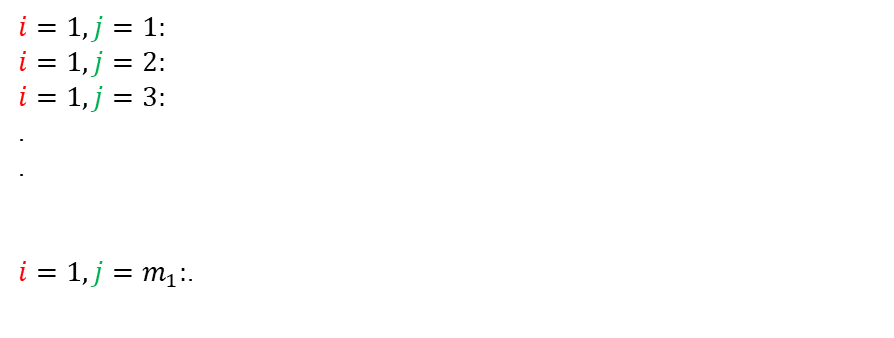 i = 1, j = 1:
i = 1, j = 2:
i = 1, j = 3:
.
.
i = 1, j = m₁:.